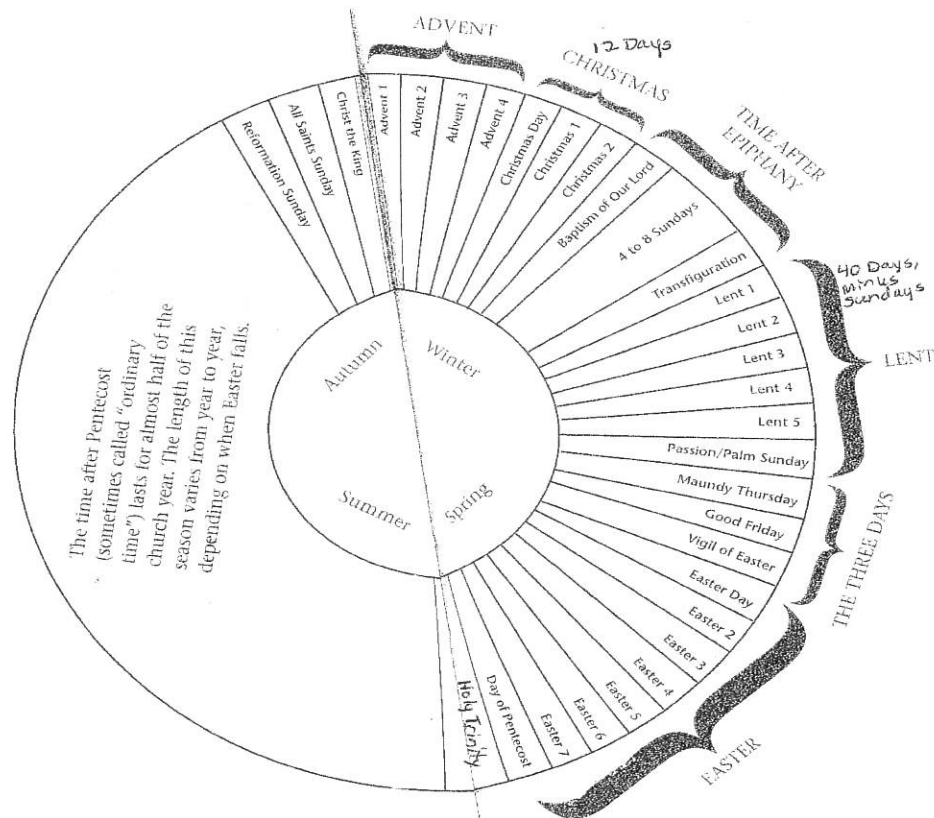 ADVENT
12 Days
CHRISTMAS
TIME AFTER
EPIPHANY
40 Days,
minus
Sundays
LENT
THE THREE DAYS
EASTER
Reformation Sunday
All Saints Sunday
Christ the King
Advent 1
Advent 2
Advent 3
Advent 4
Christmas Day
Christmas 1
Christmas 2
Baptism of Our Lord
4 to 8 Sundays
Transfiguration
Lent 1
Lent 2
Lent 3
Lent 4
Lent 5
Passion/Palm Sunday
Maundy Thursday
Good Friday
Vigil of Easter
Easter Day
Easter 2
Easter 3
Easter 4
Easter 5
Easter 6
Easter 7
Day of Pentecost
Holy Trinity
Autumn
Winter
Summer
Spring
The time after Pentecost
(sometimes called "ordinary
time") lasts for almost half of the
church year. The length of this
season varies from year to year,
depending on when Easter falls.